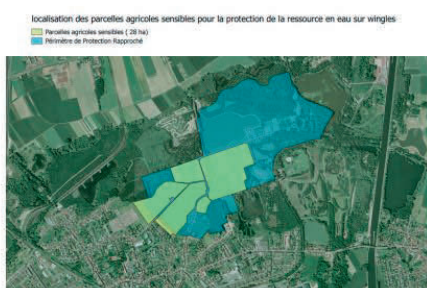 localisation des parcelles agricoles sensibles pour la protection de la ressource en eau sur wingles
Parcelles agricoles sensibles ( 28 ha)
Périmètre de Protection Rapproché